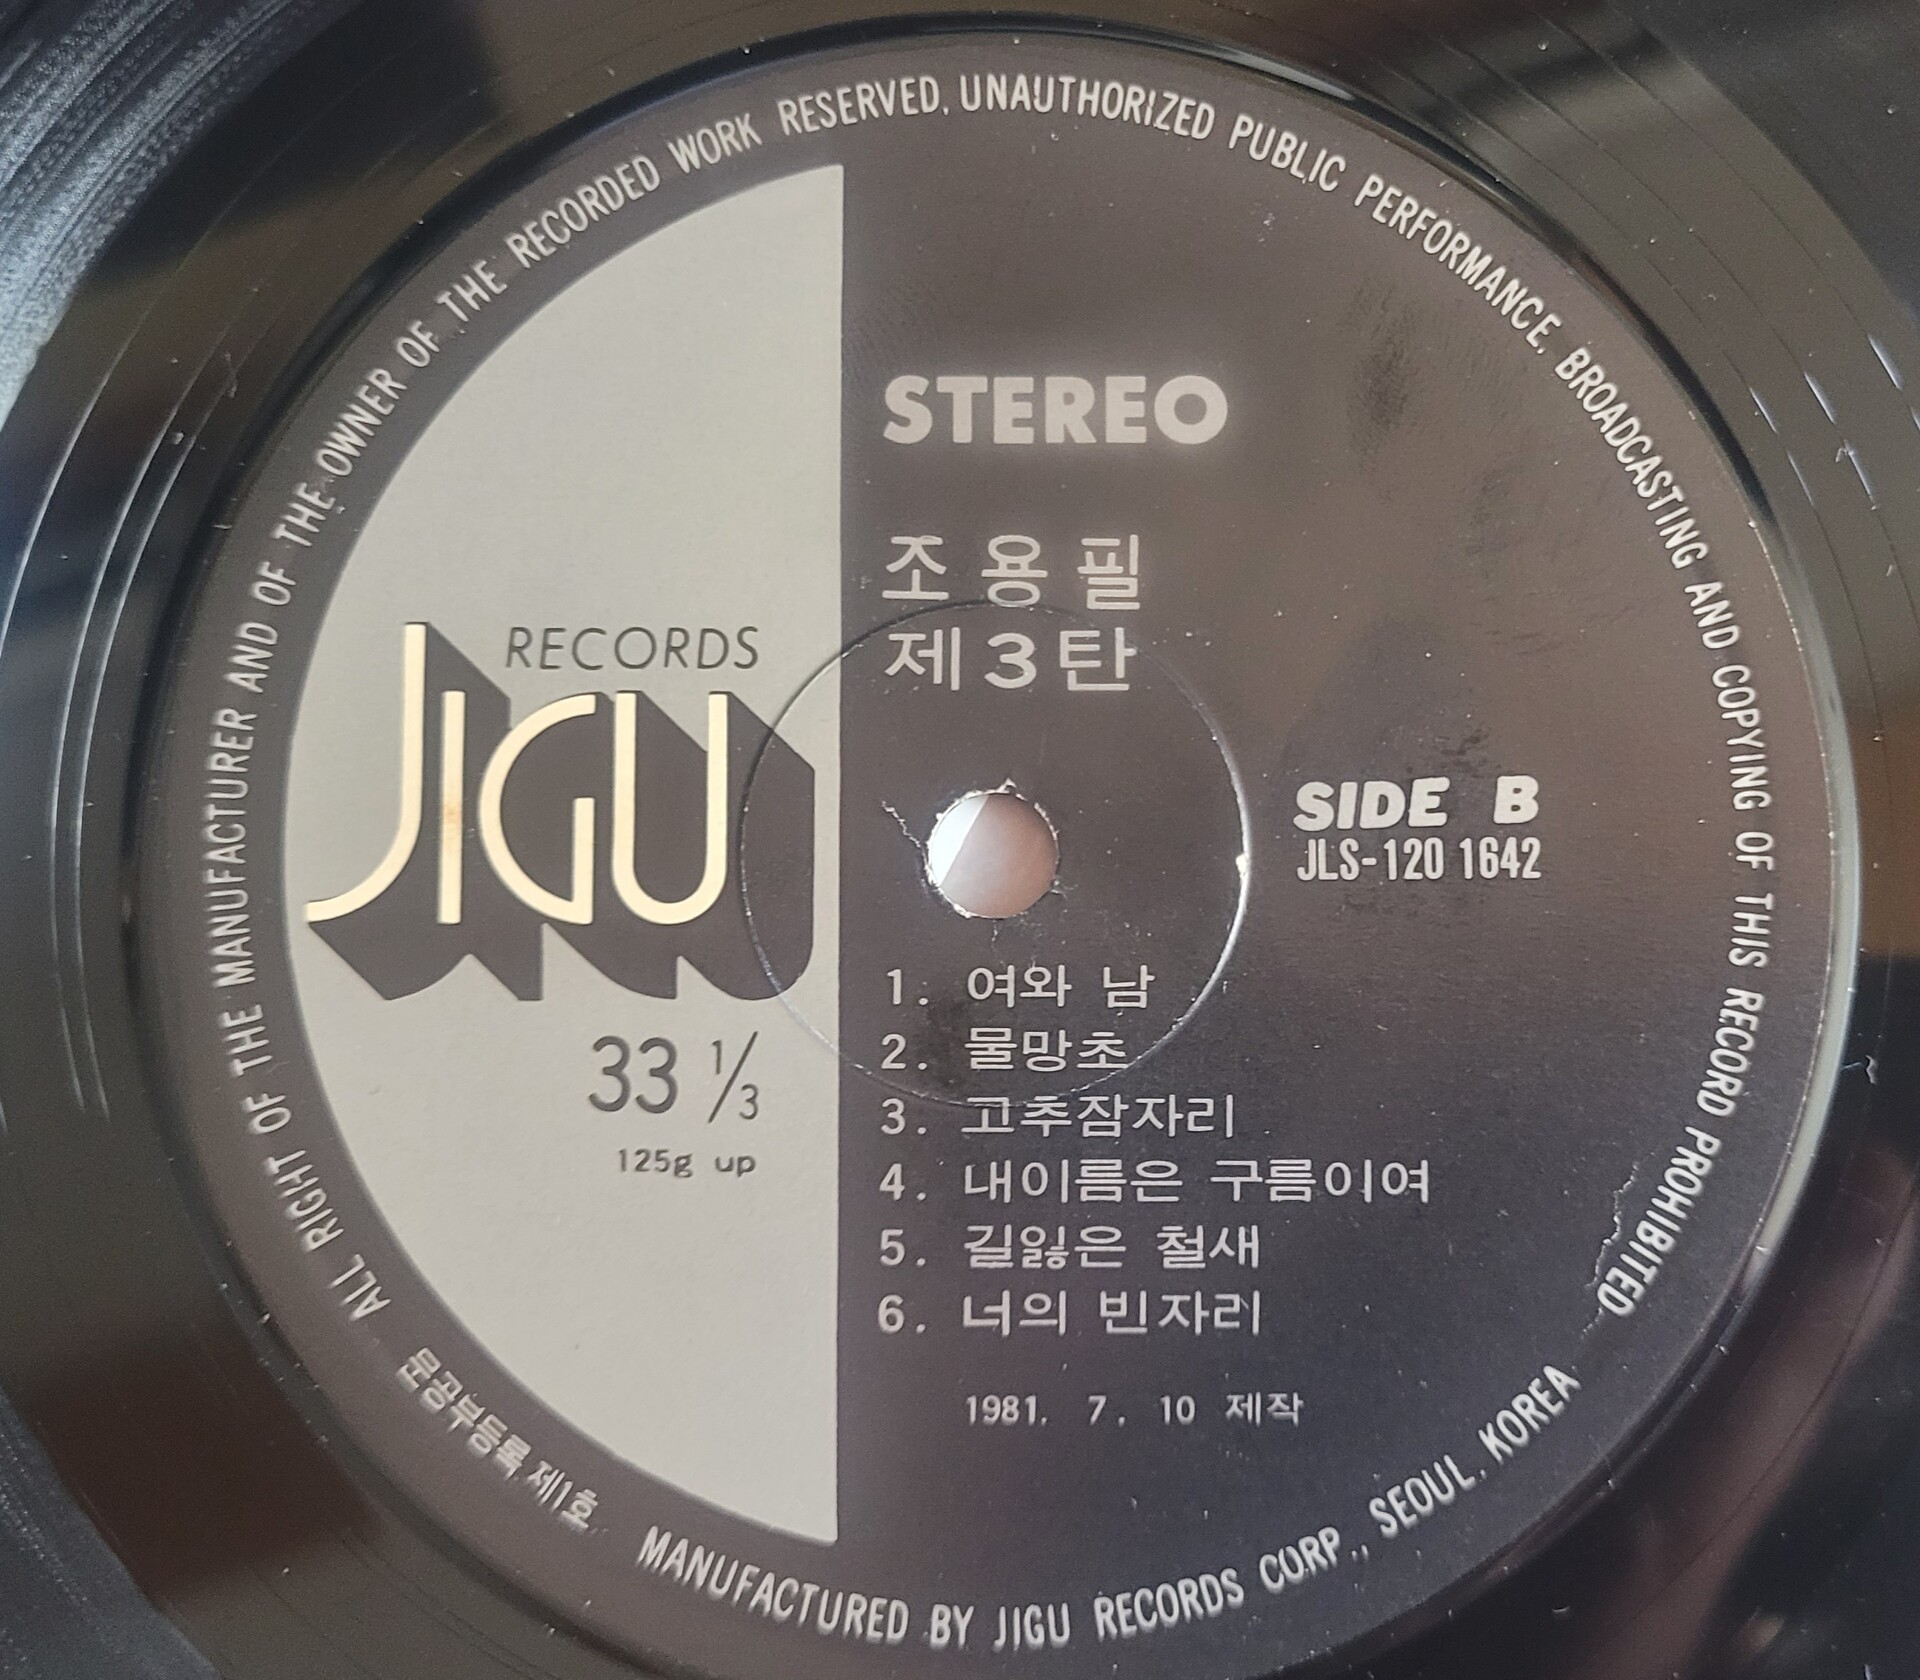 ALL RIGHT OF THE MANUFACTURER AND OF THE OWNER OF THE RECORDED WORK RESERVED. UNAUTHORIZED PUBLIC PERFORMANCE. BROADCASTING AND COPYING OF THIS RECORD PROHIBITED
STEREO
조용필
제3탄
RECORDS
JIGU
33 1/3
125g up
SIDE B
JLS-120 1642
1. 여와 남
2. 물망초
3. 고추잠자리
4. 내이름은 구름이여
5. 길잃은 철새
6. 너의 빈자리
1981. 7. 10 제작
문공부등록 제1호
MANUFACTURED BY JIGU RECORDS CORP., SEOUL. KOREA